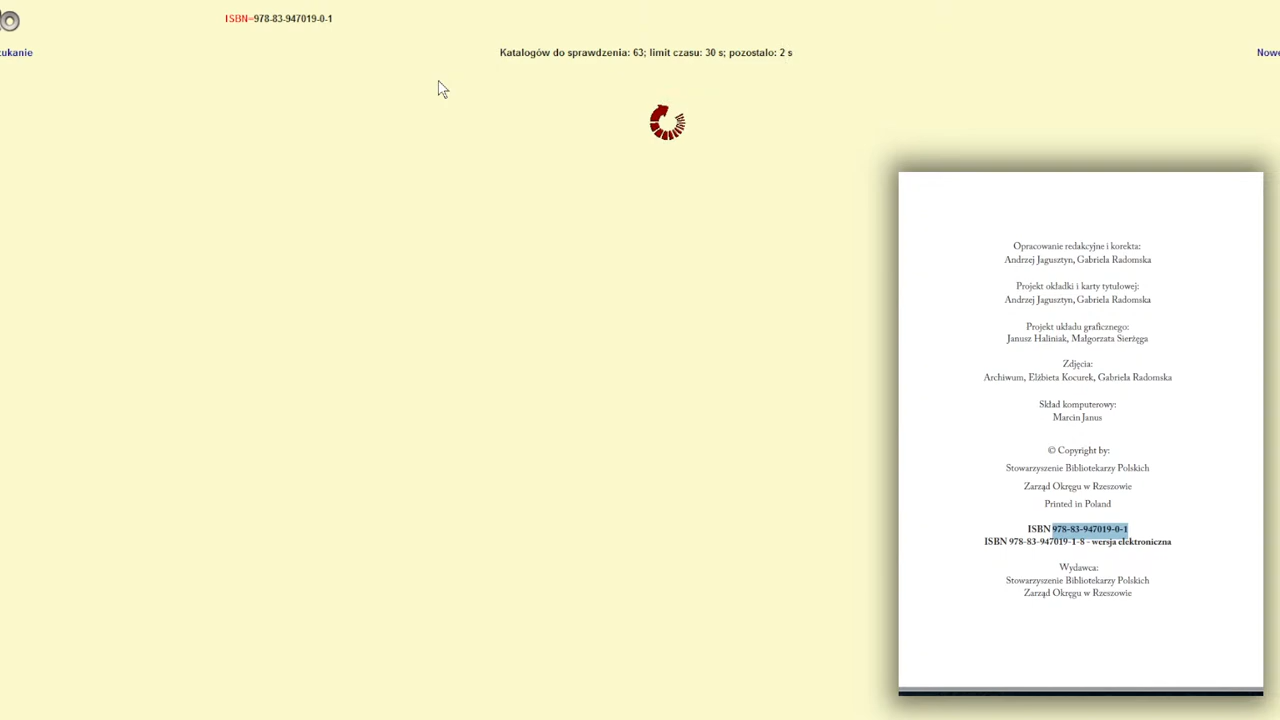 ISBN=978-83-947019-0-1
ukanie
Katalogów do sprawdzenia: 63; limit czasu: 30 s; pozostalo: 2 s
Nowe
Opracowanie redakcyjne i korekta:
Andrzej Jagusztyn, Gabriela Radomska
Projekt okładki i karty tytułowej:
Andrzej Jagusztyn, Gabriela Radomska
Projekt układu graficznego:
Janusz Haliniak, Małgorzata Sierżęga
Zdjęcia:
Archiwum, Elżbieta Kocurek, Gabriela Radomska
Skład komputerowy:
Marcin Janus
© Copyright by:
Stowarzyszenie Bibliotekarzy Polskich
Zarząd Okręgu w Rzeszowie
Printed in Poland
ISBN 978-83-947019-0-1
ISBN 978-83-947019-1-8 - wersja elektroniczna
Wydawca:
Stowarzyszenie Bibliotekarzy Polskich
Zarząd Okręgu w Rzeszowie